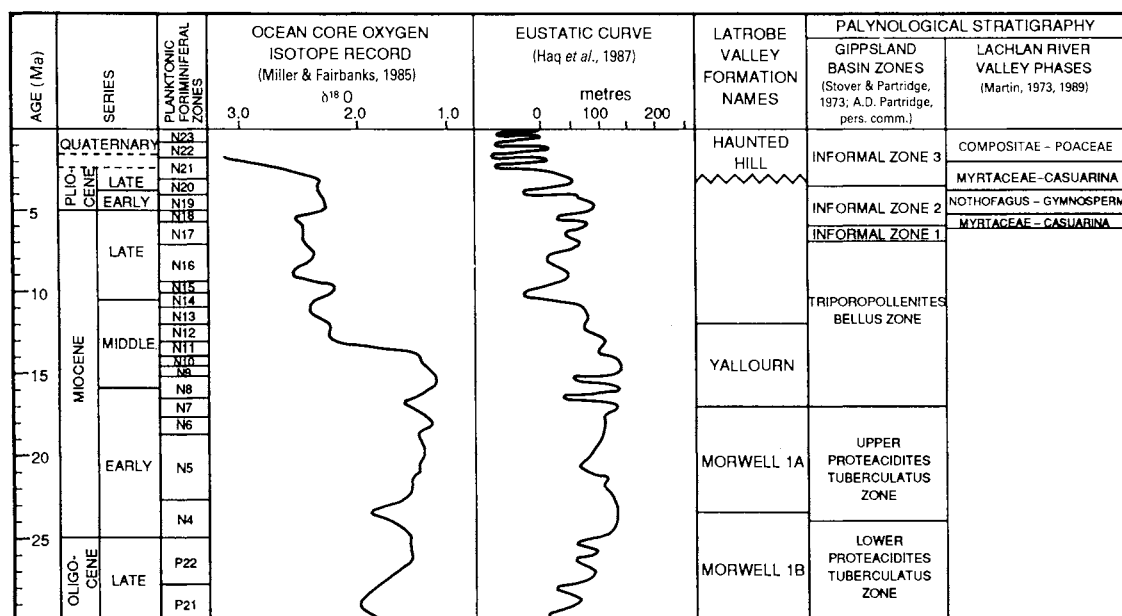 AGE (Ma)
SERIES
PLANKTONIC
FORIMINIFERAL
ZONES
OCEAN CORE OXYGEN
ISOTOPE RECORD
(Miller & Fairbanks, 1985)
δ¹⁸ O
3.0 2.0 1.0
EUSTATIC CURVE
(Haq et al., 1987)
metres
0 100 200
LATROBE
VALLEY
FORMATION
NAMES
PALYNOLOGICAL STRATIGRAPHY
GIPPSLAND
BASIN ZONES
(Stover & Partridge,
1973; A.D. Partridge,
pers. comm.)
LACHLAN RIVER
VALLEY PHASES
(Martin, 1973, 1989)
5
10
15
20
25
QUATERNARY
PLIO-
CENE
LATE
EARLY
MIOCENE
LATE
MIDDLE
EARLY
OLIGO-
CENE
LATE
N23
N22
N21
N20
N19
N18
N17
N16
N15
N14
N13
N12
N11
N10
N9
N8
N7
N6
N5
N4
P22
P21
HAUNTED
HILL
YALLOURN
MORWELL 1A
MORWELL 1B
INFORMAL ZONE 3
INFORMAL ZONE 2
INFORMAL ZONE 1
TRIPOROPOLLENITES
BELLUS ZONE
UPPER
PROTEACIDITES
TUBERCULATUS
ZONE
LOWER
PROTEACIDITES
TUBERCULATUS
ZONE
COMPOSITAE – POACEAE
MYRTACEAE-CASUARINA
NOTHOFAGUS – GYMNOSPERM
MYRTACEAE – CASUARINA